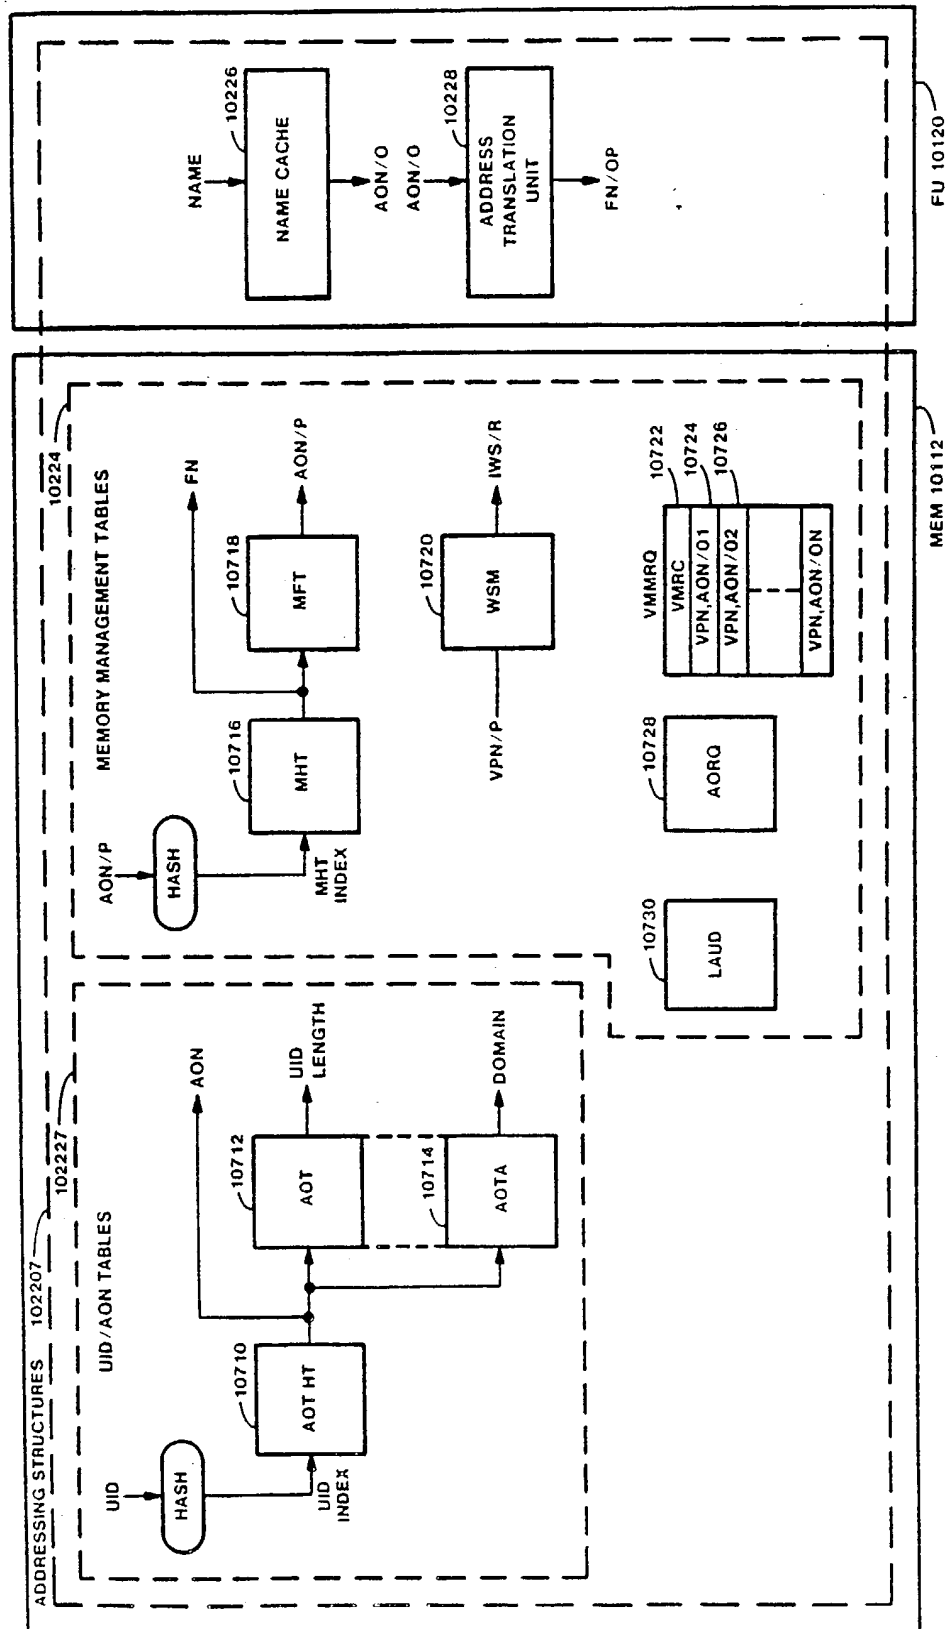 ADDRESSING STRUCTURES 102207
102227
UID/AON TABLES
UID
HASH
UID
INDEX
10710
AOT HT
AON
10712
AOT
UID
LENGTH
10714
AOTA
DOMAIN
10224
MEMORY MANAGEMENT TABLES
AON/P
HASH
MHT
INDEX
10716
MHT
FN
10718
MFT
AON/P
VPN/P
10720
WSM
IWS/R
10730
LAUD
10728
AORQ
VMMRQ
VMRC
10722
VPN,AON/O1
10724
VPN,AON/O2
10726
VPN,AON/ON
MEM 10112
NAME
10226
NAME CACHE
AON/O
AON/O
10228
ADDRESS
TRANSLATION
UNIT
FN/OP
FU 10120